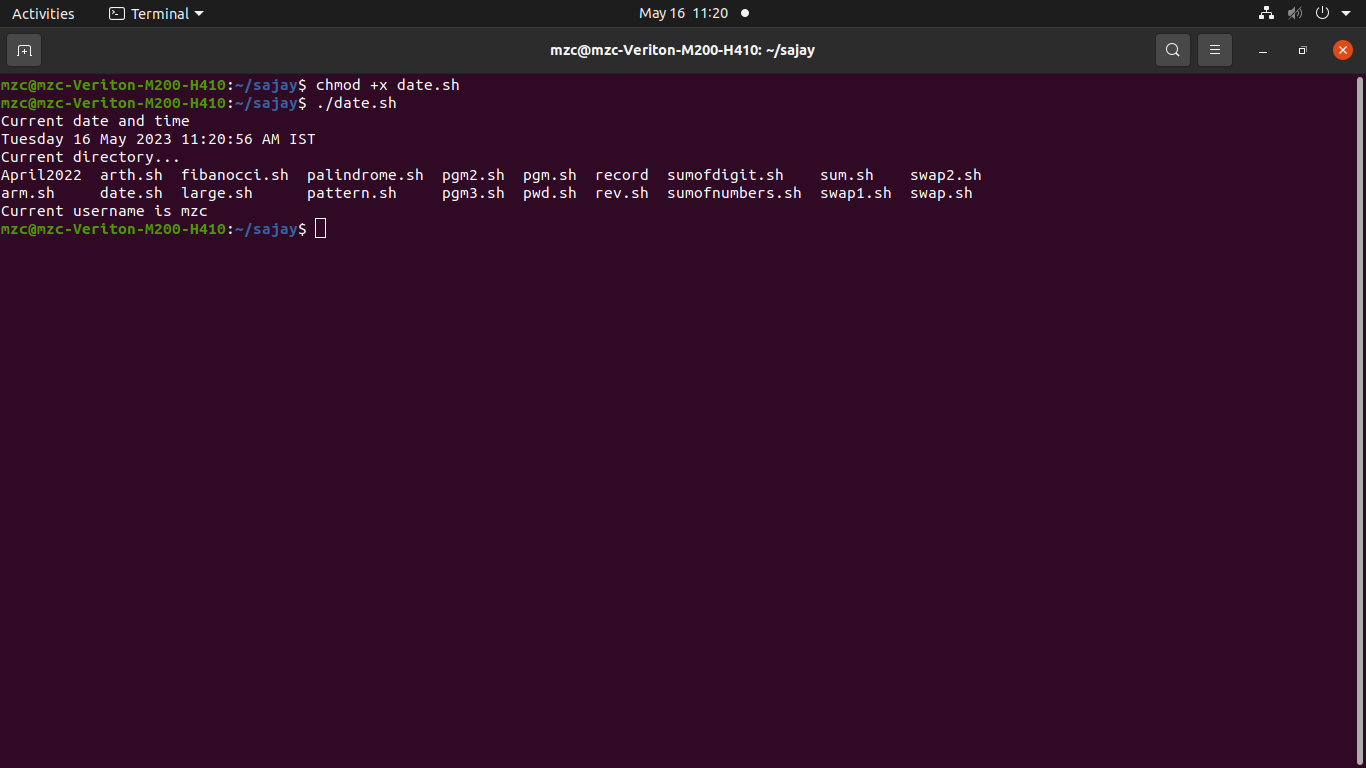 Activities Terminal May 16 11:20
mzc@mzc-Veriton-M200-H410: ~/sajay
mzc@mzc-Veriton-M200-H410:~/sajay$ chmod +x date.sh
mzc@mzc-Veriton-M200-H410:~/sajay$ ./date.sh
Current date and time
Tuesday 16 May 2023 11:20:56 AM IST
Current directory...
April2022  arth.sh  fibanocci.sh  palindrome.sh  pgm2.sh  pgm.sh  record  sumofdigit.sh    sum.sh    swap2.sh
arm.sh     date.sh  large.sh      pattern.sh     pgm3.sh  pwd.sh  rev.sh  sumofnumbers.sh  swap1.sh  swap.sh
Current username is mzc
mzc@mzc-Veriton-M200-H410:~/sajay$